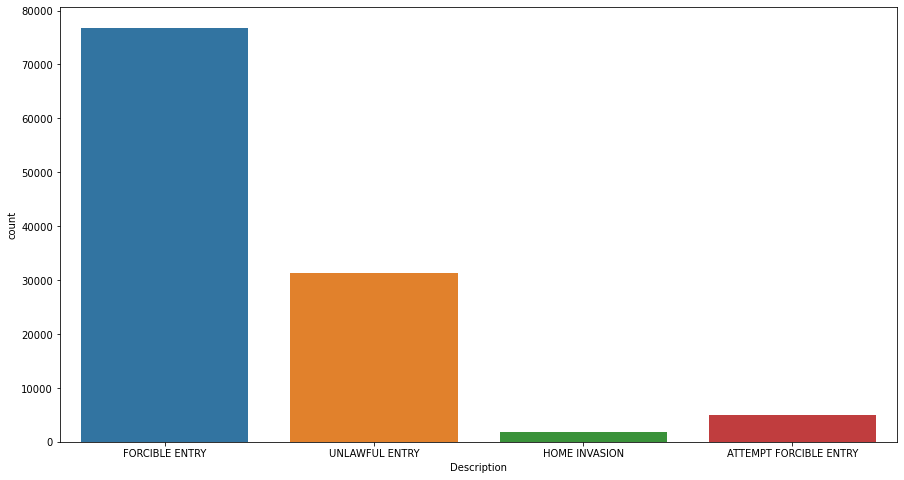 80000
70000
60000
50000
40000
30000
20000
10000
0
count
FORCIBLE ENTRY
UNLAWFUL ENTRY
HOME INVASION
ATTEMPT FORCIBLE ENTRY
Description